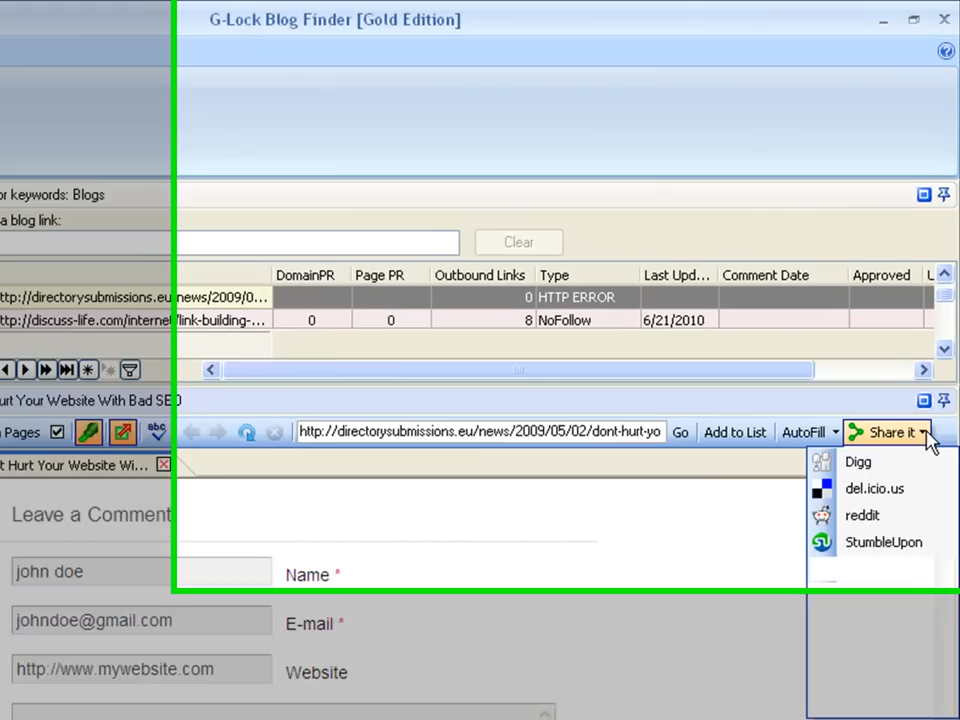 G-Lock Blog Finder [Gold Edition]
or keywords: Blogs
a blog link:
Clear
DomainPR Page PR Outbound Links Type Last Upd... Comment Date Approved L
ttp://directorysubmissions.eu/news/2009/0... 0 HTTP ERROR
ttp://discuss-life.com/internet/link-building-... 0 0 8 NoFollow 6/21/2010
Hurt Your Website With Bad SEO
Pages abc http://directorysubmissions.eu/news/2009/05/02/dont-hurt-yo Go Add to List AutoFill Share it
t Hurt Your Website Wi...
Digg
del.icio.us
reddit
StumbleUpon
Leave a Comment
john doe Name *
johndoe@gmail.com E-mail *
http://www.mywebsite.com Website